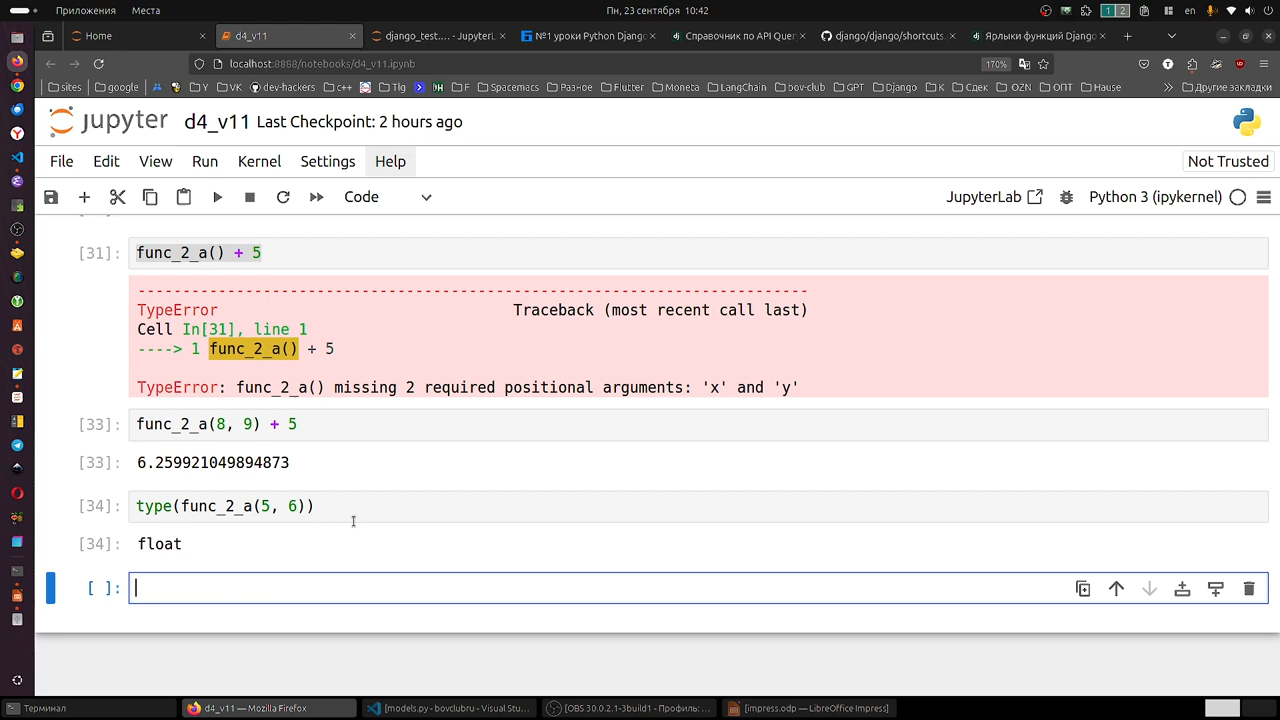 Приложения Места Пн, 23 сентября 10:42 1 2 en
Home d4_v11 django_test.... - JupyterL №1 уроки Python Django Справочник по API Quer django/django/shortcuts. Ярлыки функций Django
localhost:8888/notebooks/d4_v11.ipynb 170%
sites google Y VK dev-hackers c++ Tlg F Spacemacs Разное Flutter Moneta LangChain bov-club GPT Django K Сдек OZN ОПТ Hause Другие закладки
jupyter d4_v11 Last Checkpoint: 2 hours ago
File Edit View Run Kernel Settings Help Not Trusted
Code JupyterLab Python 3 (ipykernel)
[31]: func_2_a() + 5
---------------------------------------------------------------------------
TypeError Traceback (most recent call last)
Cell In[31], line 1
----> 1 func_2_a() + 5
TypeError: func_2_a() missing 2 required positional arguments: 'x' and 'y'
[33]: func_2_a(8, 9) + 5
[33]: 6.259921049894873
[34]: type(func_2_a(5, 6))
[34]: float
[ ]:
Терминал d4_v11 — Mozilla Firefox [models.py - bovclubru - Visual Stu... [OBS 30.0.2.1-3build1 - Профиль: ... [impress.odp — LibreOffice Impress]